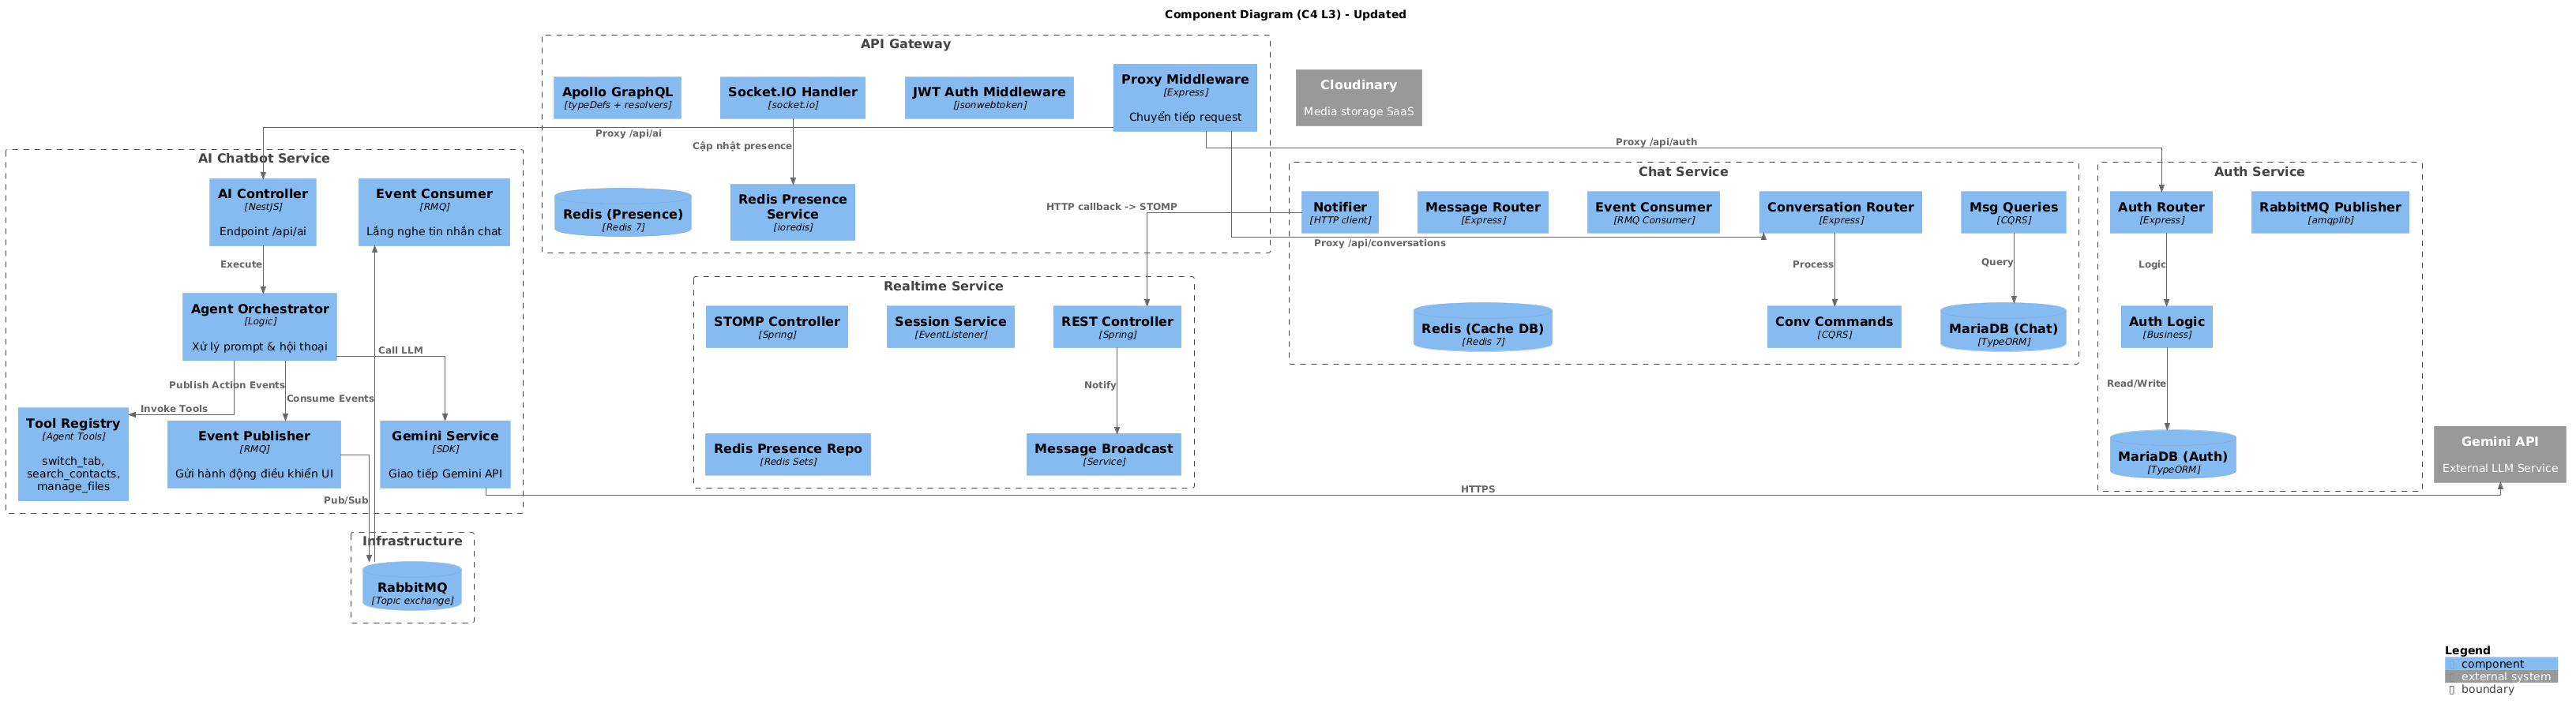 Component Diagram (C4 L3) - Updated
API Gateway
Apollo GraphQL
[typeDefs + resolvers]
Socket.IO Handler
[socket.io]
JWT Auth Middleware
[jsonwebtoken]
Proxy Middleware
[Express]
Chuyển tiếp request
Cloudinary
Media storage SaaS
Proxy /api/ai
Cập nhật presence
Proxy /api/auth
Redis (Presence)
[Redis 7]
Redis Presence
Service
[ioredis]
AI Chatbot Service
AI Controller
[NestJS]
Endpoint /api/ai
Event Consumer
[RMQ]
Lắng nghe tin nhắn chat
Execute
Agent Orchestrator
[Logic]
Xử lý prompt & hội thoại
Call LLM
Publish Action Events
Consume Events
Invoke Tools
Tool Registry
[Agent Tools]
switch_tab,
search_contacts,
manage_files
Event Publisher
[RMQ]
Gửi hành động điều khiển UI
Gemini Service
[SDK]
Giao tiếp Gemini API
Pub/Sub
HTTPS
Infrastructure
RabbitMQ
[Topic exchange]
Realtime Service
STOMP Controller
[Spring]
Session Service
[EventListener]
REST Controller
[Spring]
Notify
Redis Presence Repo
[Redis Sets]
Message Broadcast
[Service]
HTTP callback -> STOMP
Chat Service
Notifier
[HTTP client]
Message Router
[Express]
Event Consumer
[RMQ Consumer]
Conversation Router
[Express]
Msg Queries
[CQRS]
Proxy /api/conversations
Process
Query
Redis (Cache DB)
[Redis 7]
Conv Commands
[CQRS]
MariaDB (Chat)
[TypeORM]
Auth Service
Auth Router
[Express]
RabbitMQ Publisher
[amqplib]
Logic
Auth Logic
[Business]
Read/Write
MariaDB (Auth)
[TypeORM]
Gemini API
External LLM Service
Legend
component
external system
boundary